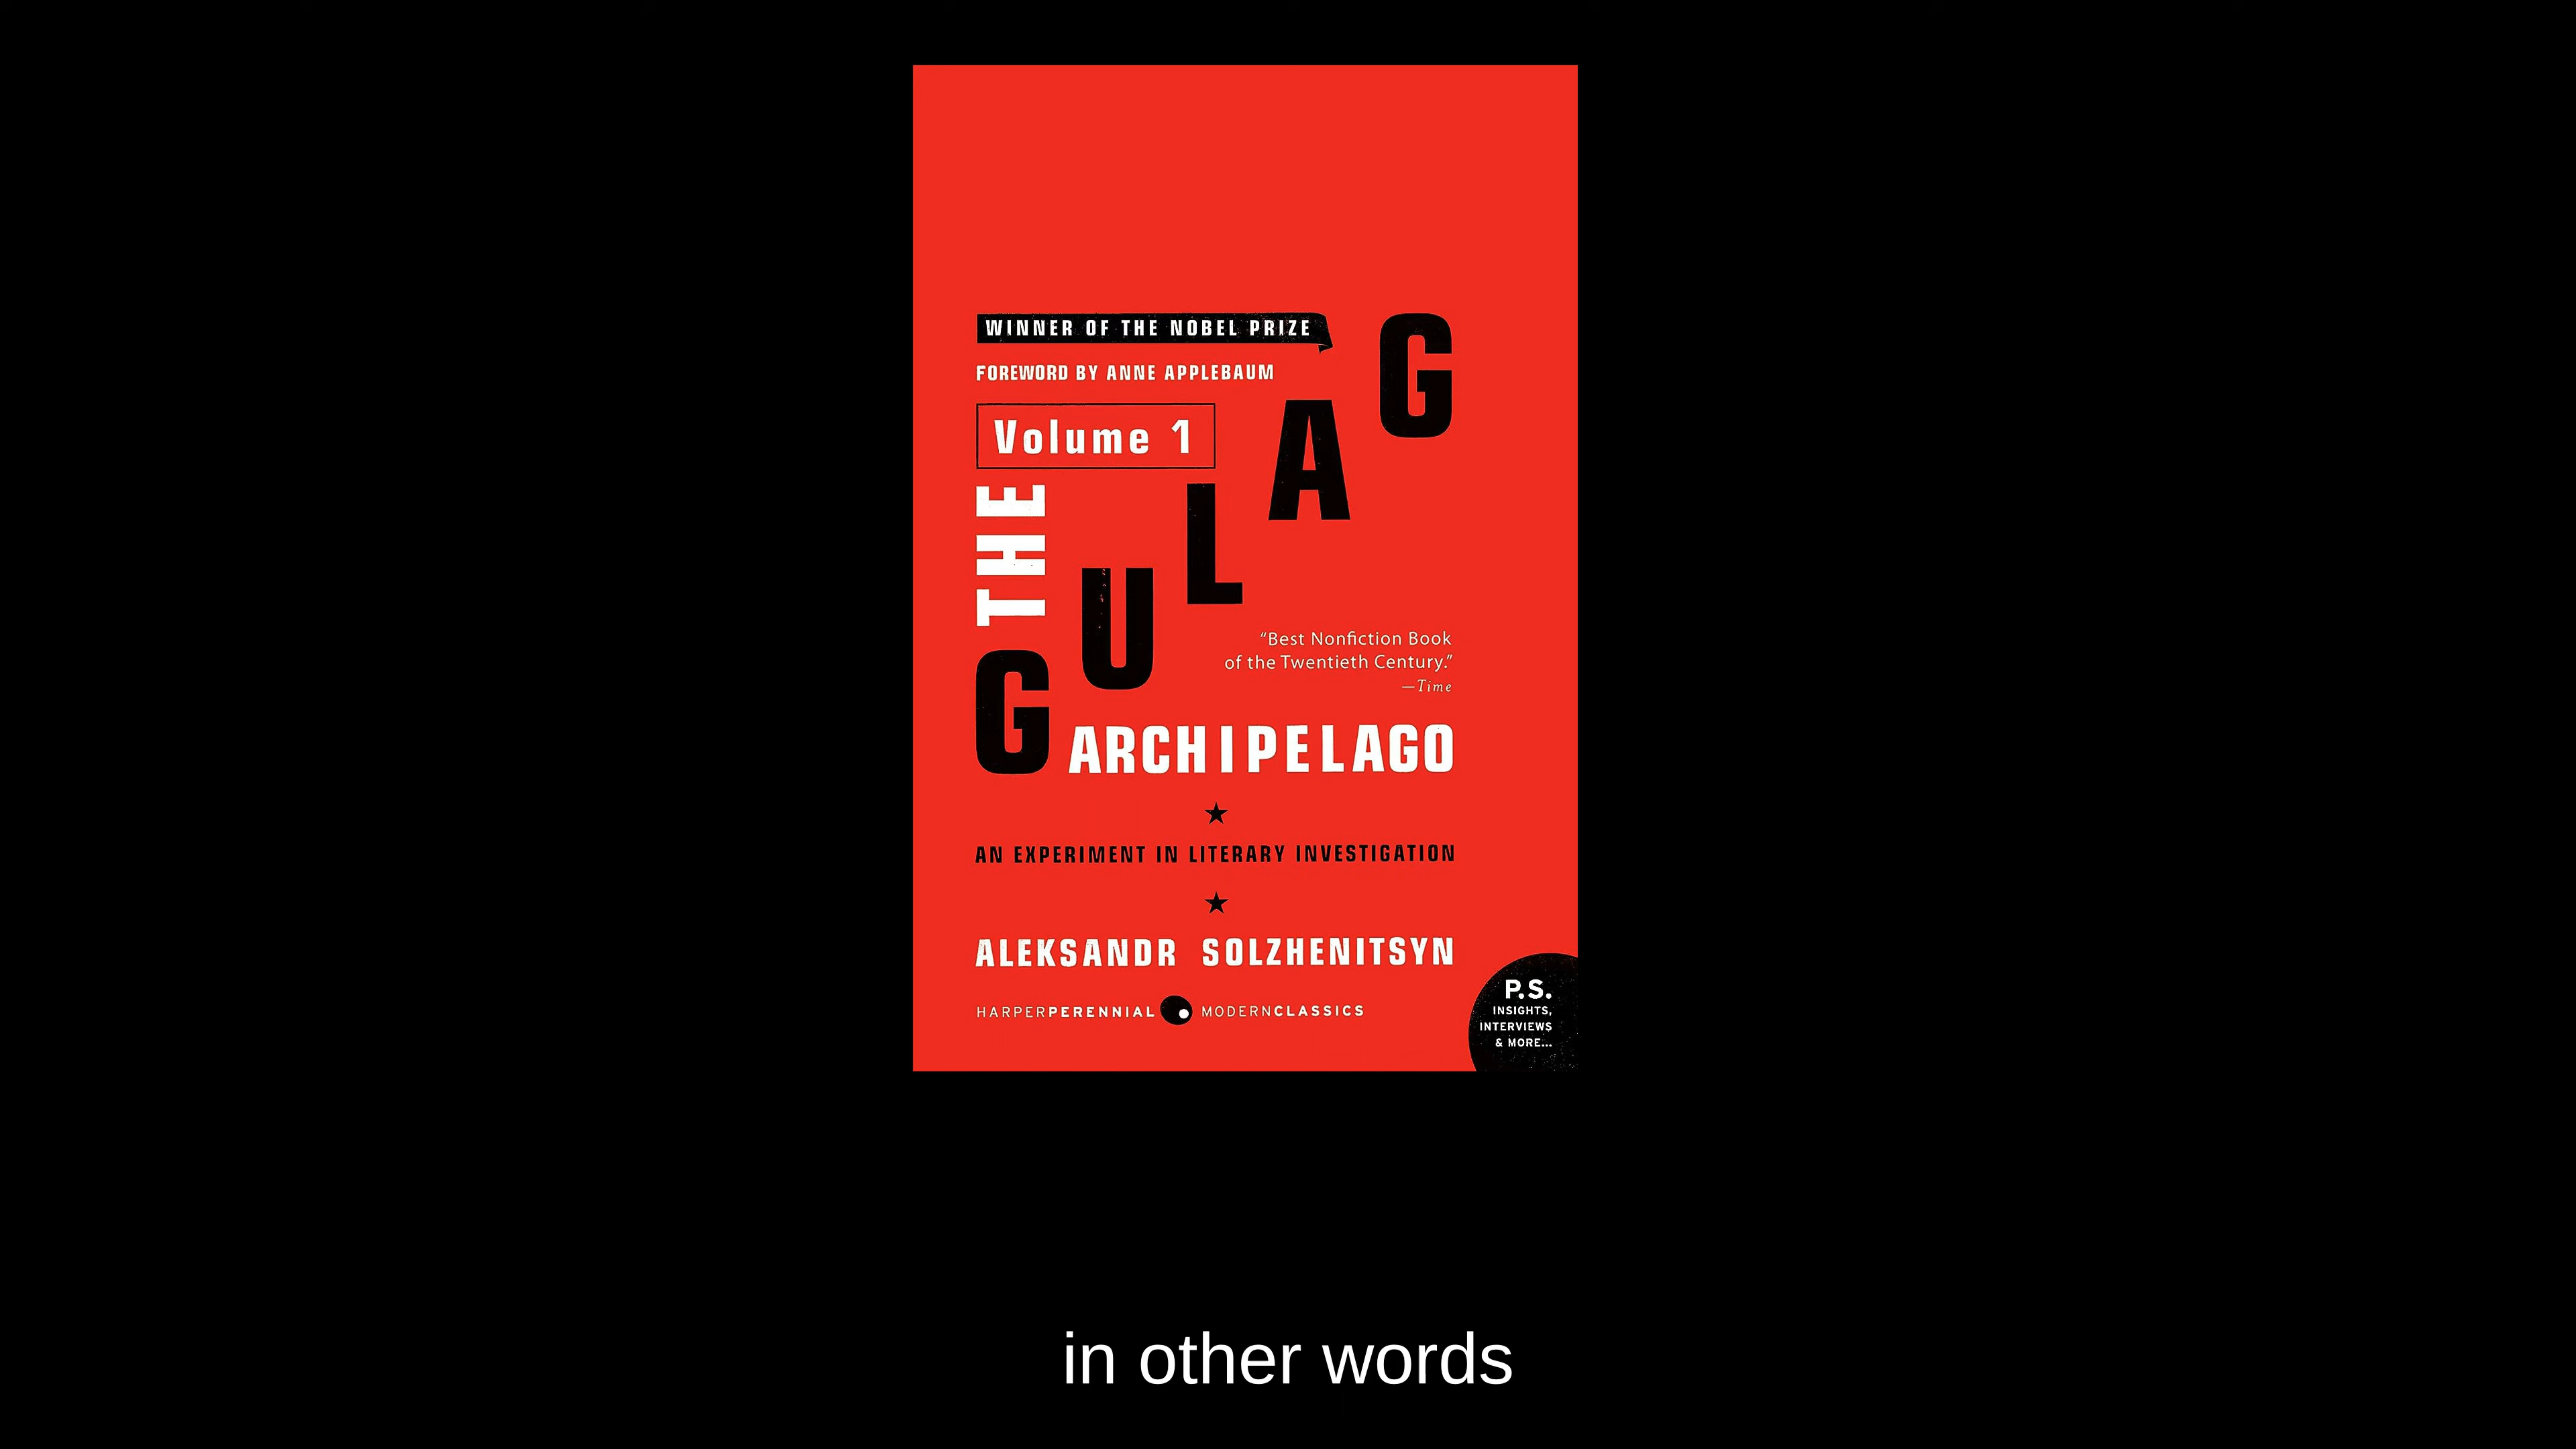 WINNER OF THE NOBEL PRIZE
FOREWORD BY ANNE APPLEBAUM
Volume 1
THE
GULAG
ARCHIPELAGO
“Best Nonfiction Book
of the Twentieth Century.”
—Time
AN EXPERIMENT IN LITERARY INVESTIGATION
ALEKSANDR SOLZHENITSYN
HARPERPERENNIAL MODERNCLASSICS
P.S.
INSIGHTS,
INTERVIEWS
& MORE...
in other words